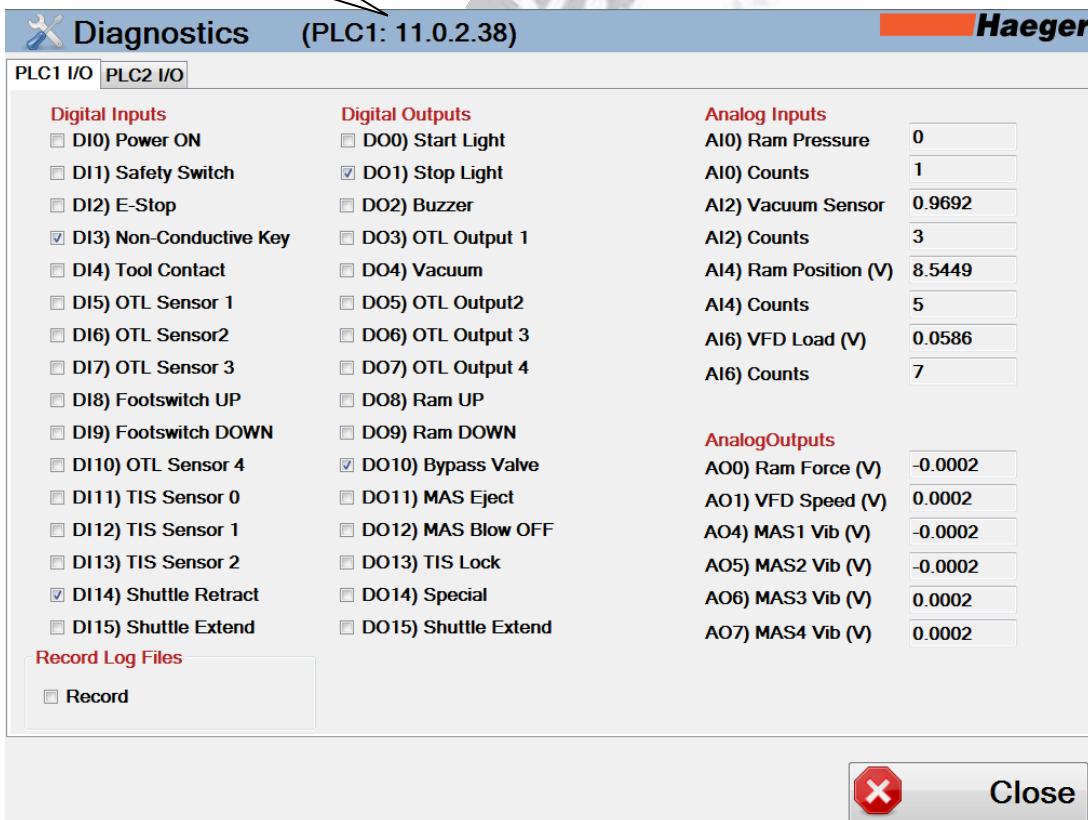 Diagnostics (PLC1: 11.0.2.38)
Haeger
PLC1 I/O
PLC2 I/O
Digital Inputs
DI0) Power ON
DI1) Safety Switch
DI2) E-Stop
DI3) Non-Conductive Key
DI4) Tool Contact
DI5) OTL Sensor 1
DI6) OTL Sensor2
DI7) OTL Sensor 3
DI8) Footswitch UP
DI9) Footswitch DOWN
DI10) OTL Sensor 4
DI11) TIS Sensor 0
DI12) TIS Sensor 1
DI13) TIS Sensor 2
DI14) Shuttle Retract
DI15) Shuttle Extend
Record Log Files
Record
Digital Outputs
DO0) Start Light
DO1) Stop Light
DO2) Buzzer
DO3) OTL Output 1
DO4) Vacuum
DO5) OTL Output2
DO6) OTL Output 3
DO7) OTL Output 4
DO8) Ram UP
DO9) Ram DOWN
DO10) Bypass Valve
DO11) MAS Eject
DO12) MAS Blow OFF
DO13) TIS Lock
DO14) Special
DO15) Shuttle Extend
Analog Inputs
AI0) Ram Pressure 0
AI0) Counts 1
AI2) Vacuum Sensor 0.9692
AI2) Counts 3
AI4) Ram Position (V) 8.5449
AI4) Counts 5
AI6) VFD Load (V) 0.0586
AI6) Counts 7
AnalogOutputs
AO0) Ram Force (V) -0.0002
AO1) VFD Speed (V) 0.0002
AO4) MAS1 Vib (V) -0.0002
AO5) MAS2 Vib (V) -0.0002
AO6) MAS3 Vib (V) 0.0002
AO7) MAS4 Vib (V) 0.0002
Close